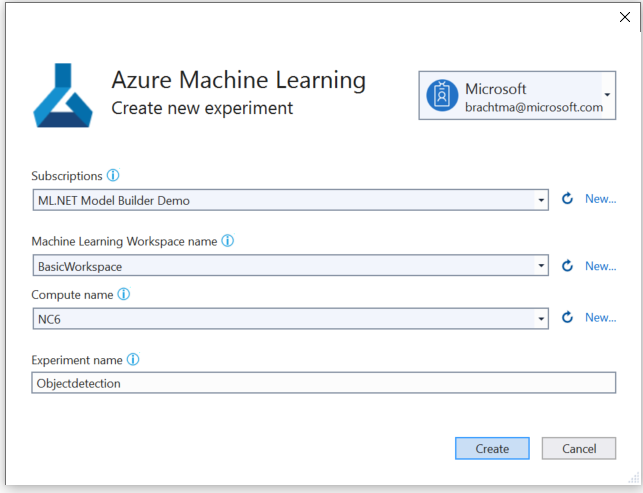 Azure Machine Learning
Create new experiment
Microsoft
brachtma@microsoft.com
Subscriptions
ML.NET Model Builder Demo
New...
Machine Learning Workspace name
BasicWorkspace
New...
Compute name
NC6
New...
Experiment name
Objectdetection
Create
Cancel